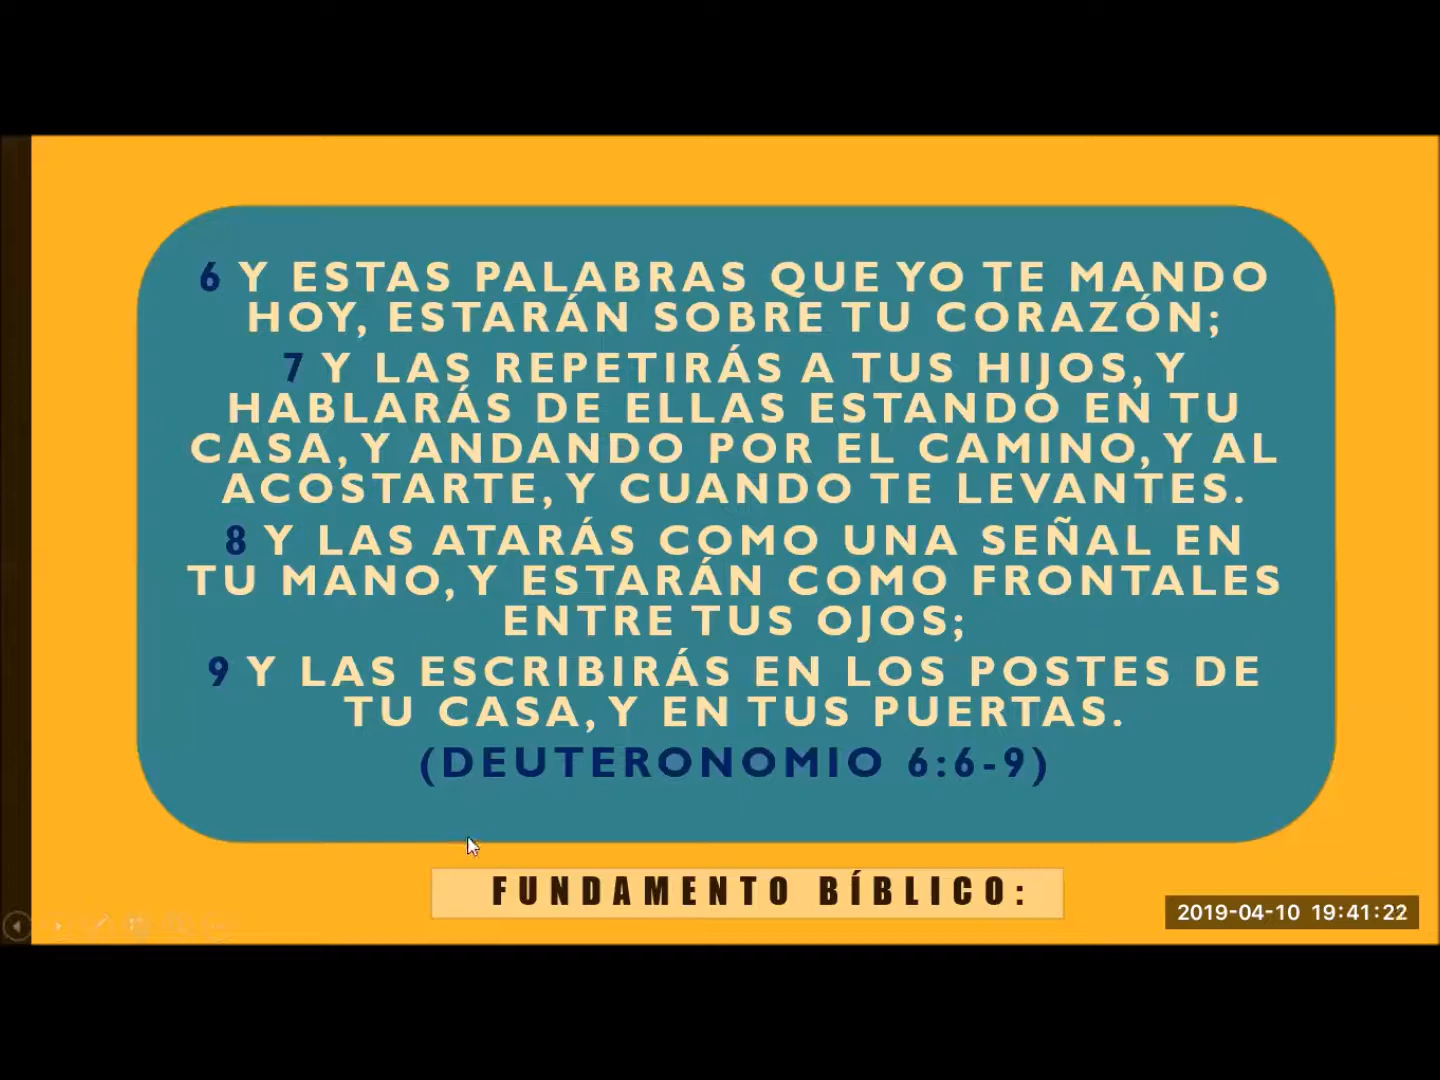 6 Y ESTAS PALABRAS QUE YO TE MANDO
HOY, ESTARÁN SOBRE TU CORAZÓN;
7 Y LAS REPETIRÁS A TUS HIJOS, Y
HABLARÁS DE ELLAS ESTANDO EN TU
CASA, Y ANDANDO POR EL CAMINO, Y AL
ACOSTARTE, Y CUANDO TE LEVANTES.
8 Y LAS ATARÁS COMO UNA SEÑAL EN
TU MANO, Y ESTARÁN COMO FRONTALES
ENTRE TUS OJOS;
9 Y LAS ESCRIBIRÁS EN LOS POSTES DE
TU CASA, Y EN TUS PUERTAS.
(DEUTERONOMIO 6:6-9)
FUNDAMENTO BÍBLICO:
2019-04-10 19:41:22